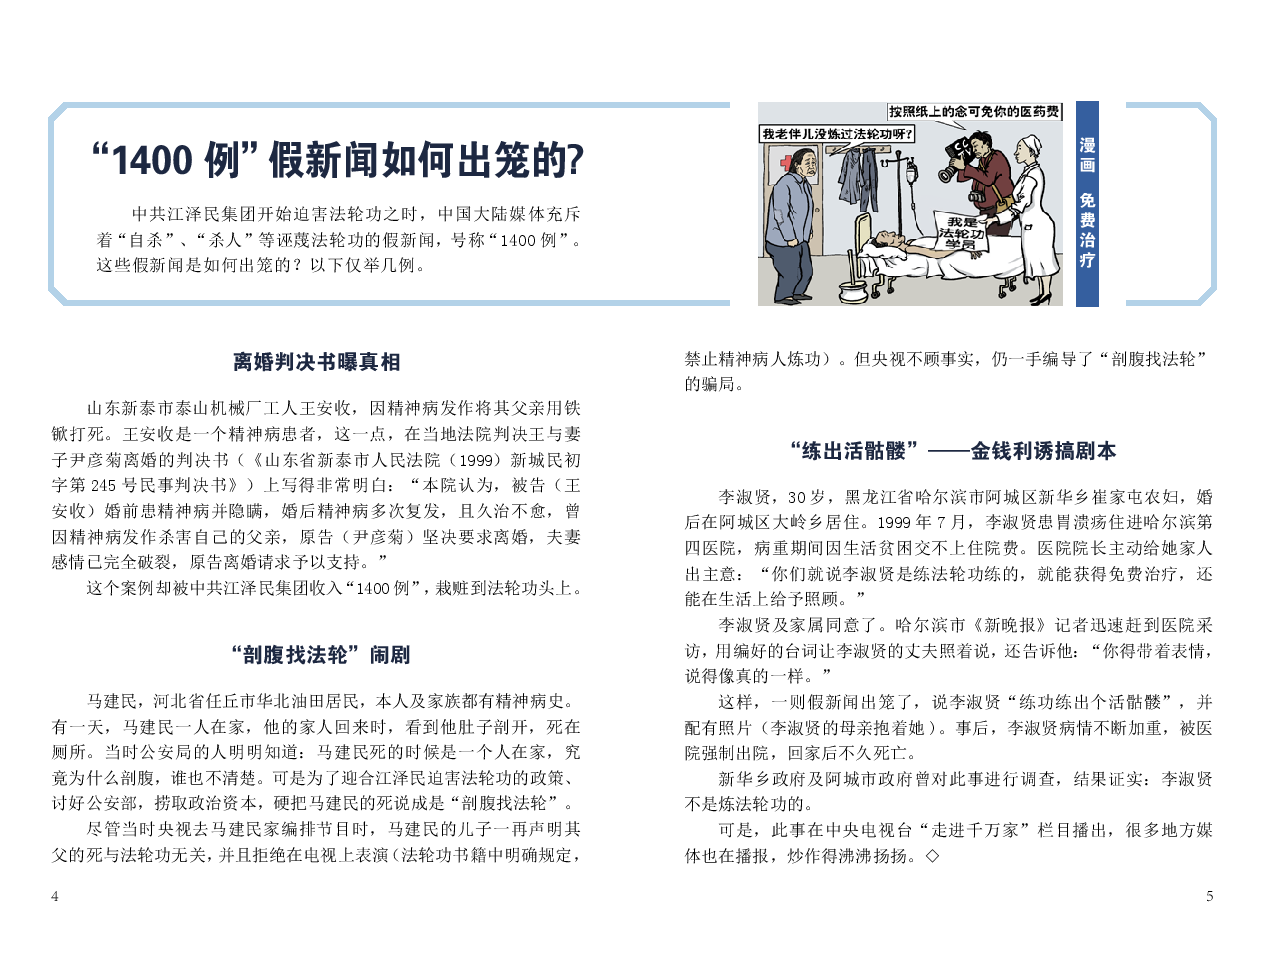 “1400 例” 假新闻如何出笼的?
中共江泽民集团开始迫害法轮功之时，中国大陆媒体充斥
着“自杀”、“杀人”等诬蔑法轮功的假新闻，号称“1400 例”。
这些假新闻是如何出笼的？以下仅举几例。
按照纸上的念可免你的医药费
我老伴儿没炼过法轮功呀?
我是
法轮功
学员
漫画 免费治疗
离婚判决书曝真相
山东新泰市泰山机械厂工人王安收，因精神病发作将其父亲用铁
锨打死。王安收是一个精神病患者，这一点，在当地法院判决王与妻
子尹彦菊离婚的判决书（《山东省新泰市人民法院（1999）新城民初
字第 245 号民事判决书》）上写得非常明白：“本院认为，被告（王
安收）婚前患精神病并隐瞒，婚后精神病多次复发，且久治不愈，曾
因精神病发作杀害自己的父亲，原告（尹彦菊）坚决要求离婚，夫妻
感情已完全破裂，原告离婚请求予以支持。”
这个案例却被中共江泽民集团收入“1400 例”，栽赃到法轮功头上。
“剖腹找法轮” 闹剧
马建民，河北省任丘市华北油田居民，本人及家族都有精神病史。
有一天，马建民一人在家，他的家人回来时，看到他肚子剖开，死在
厕所。当时公安局的人明明知道：马建民死的时候是一个人在家，究
竟为什么剖腹，谁也不清楚。可是为了迎合江泽民迫害法轮功的政策、
讨好公安部，捞取政治资本，硬把马建民的死说成是“剖腹找法轮”。
尽管当时央视去马建民家编排节目时，马建民的儿子一再声明其
父的死与法轮功无关，并且拒绝在电视上表演（法轮功书籍中明确规定，
4
禁止精神病人炼功）。但央视不顾事实，仍一手编导了“剖腹找法轮”
的骗局。
“练出活骷髅” ——金钱利诱搞剧本
李淑贤，30 岁，黑龙江省哈尔滨市阿城区新华乡崔家屯农妇，婚
后在阿城区大岭乡居住。1999 年 7 月，李淑贤患胃溃疡住进哈尔滨第
四医院，病重期间因生活贫困交不上住院费。医院院长主动给她家人
出主意：“你们就说李淑贤是练法轮功练的，就能获得免费治疗，还
能在生活上给予照顾。”
李淑贤及家属同意了。哈尔滨市《新晚报》记者迅速赶到医院采
访，用编好的台词让李淑贤的丈夫照着说，还告诉他：“你得带着表情，
说得像真的一样。”
这样，一则假新闻出笼了，说李淑贤“练功练出个活骷髅”，并
配有照片（李淑贤的母亲抱着她）。事后，李淑贤病情不断加重，被医
院强制出院，回家后不久死亡。
新华乡政府及阿城市政府曾对此事进行调查，结果证实：李淑贤
不是炼法轮功的。
可是，此事在中央电视台“走进千万家”栏目播出，很多地方媒
体也在播报，炒作得沸沸扬扬。◇
5